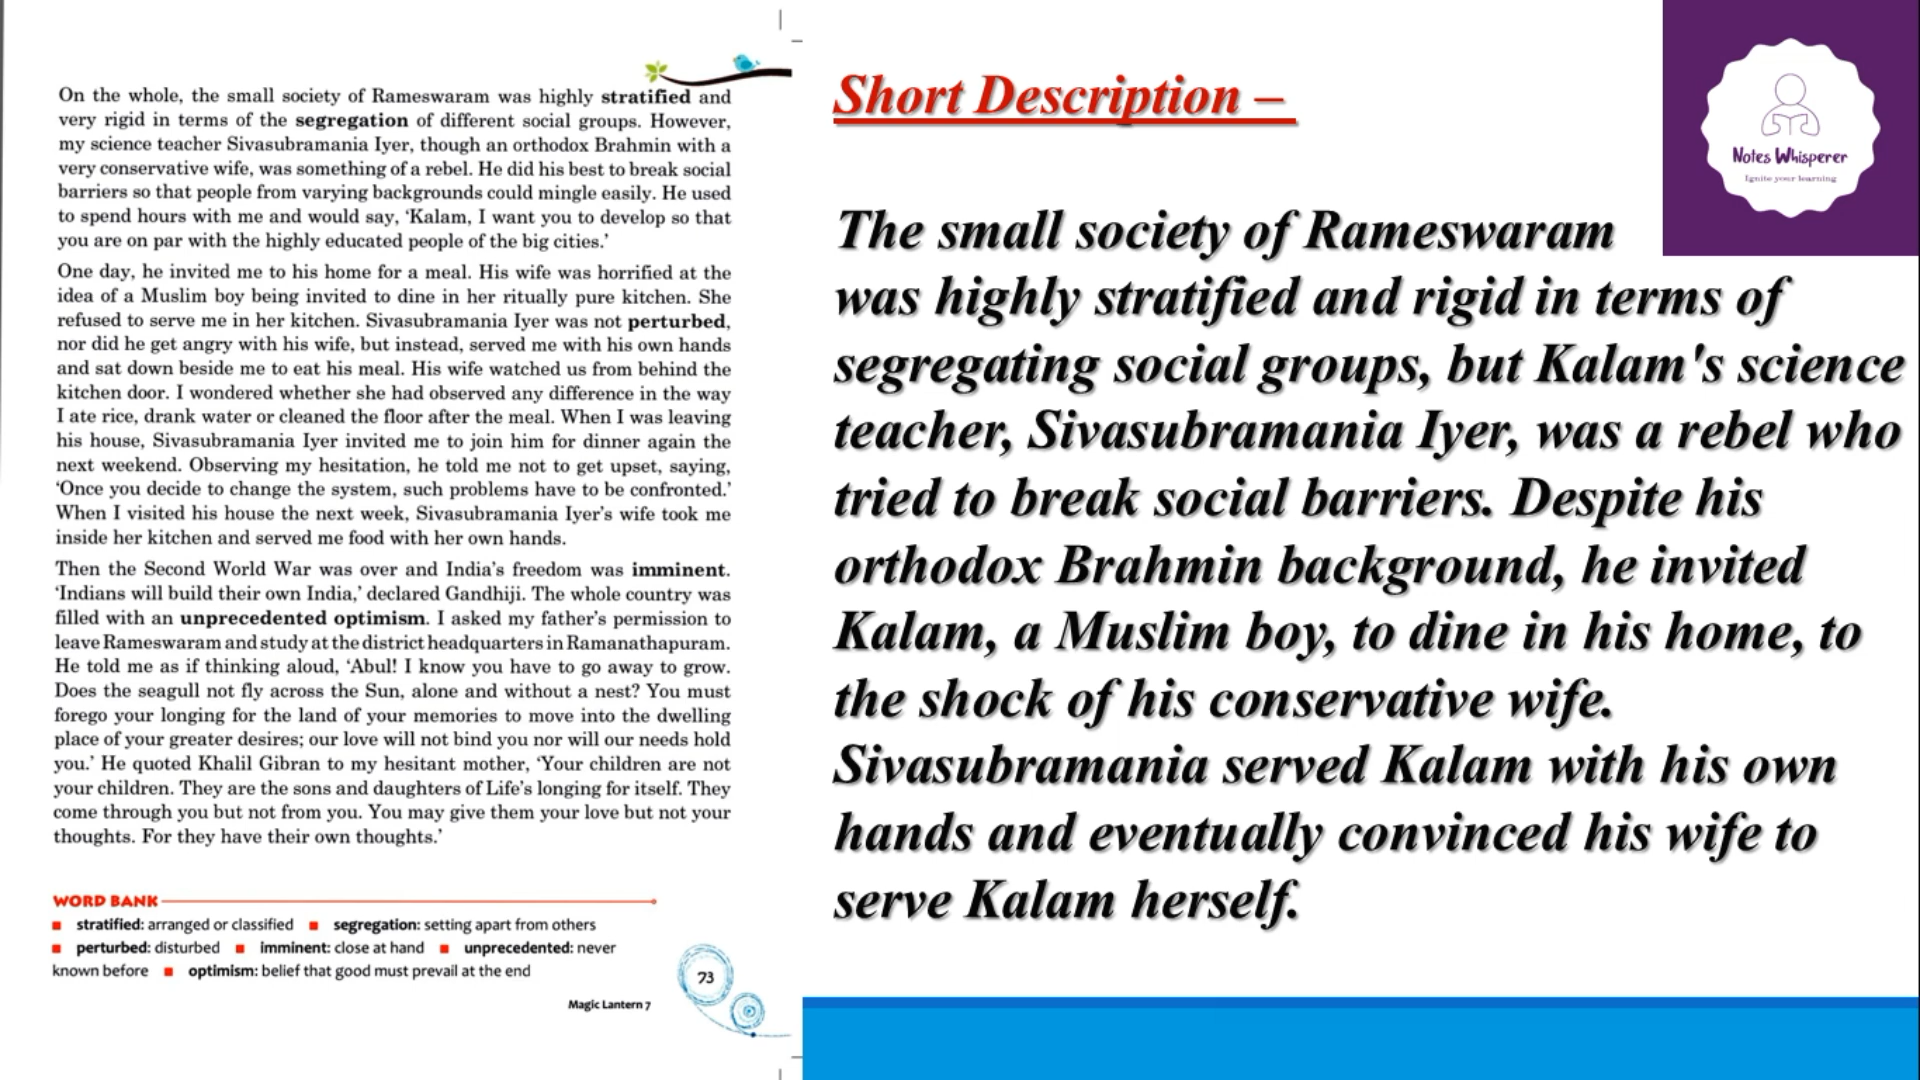 On the whole, the small society of Rameswaram was highly stratified and
very rigid in terms of the segregation of different social groups. However,
my science teacher Sivasubramania Iyer, though an orthodox Brahmin with a
very conservative wife, was something of a rebel. He did his best to break social
barriers so that people from varying backgrounds could mingle easily. He used
to spend hours with me and would say, ‘Kalam, I want you to develop so that
you are on par with the highly educated people of the big cities.’
One day, he invited me to his home for a meal. His wife was horrified at the
idea of a Muslim boy being invited to dine in her ritually pure kitchen. She
refused to serve me in her kitchen. Sivasubramania Iyer was not perturbed,
nor did he get angry with his wife, but instead, served me with his own hands
and sat down beside me to eat his meal. His wife watched us from behind the
kitchen door. I wondered whether she had observed any difference in the way
I ate rice, drank water or cleaned the floor after the meal. When I was leaving
his house, Sivasubramania Iyer invited me to join him for dinner again the
next weekend. Observing my hesitation, he told me not to get upset, saying,
‘Once you decide to change the system, such problems have to be confronted.’
When I visited his house the next week, Sivasubramania Iyer’s wife took me
inside her kitchen and served me food with her own hands.
Then the Second World War was over and India’s freedom was imminent.
‘Indians will build their own India,’ declared Gandhiji. The whole country was
filled with an unprecedented optimism. I asked my father’s permission to
leave Rameswaram and study at the district headquarters in Ramanathapuram.
He told me as if thinking aloud, ‘Abul! I know you have to go away to grow.
Does the seagull not fly across the Sun, alone and without a nest? You must
forego your longing for the land of your memories to move into the dwelling
place of your greater desires; our love will not bind you nor will our needs hold
you.’ He quoted Khalil Gibran to my hesitant mother, ‘Your children are not
your children. They are the sons and daughters of Life’s longing for itself. They
come through you but not from you. You may give them your love but not your
thoughts. For they have their own thoughts.’
WORD BANK
stratified: arranged or classified segregation: setting apart from others
perturbed: disturbed imminent: close at hand unprecedented: never
known before optimism: belief that good must prevail at the end
73
Magic Lantern 7
Short Description –
The small society of Rameswaram
was highly stratified and rigid in terms of
segregating social groups, but Kalam's science
teacher, Sivasubramania Iyer, was a rebel who
tried to break social barriers. Despite his
orthodox Brahmin background, he invited
Kalam, a Muslim boy, to dine in his home, to
the shock of his conservative wife.
Sivasubramania served Kalam with his own
hands and eventually convinced his wife to
serve Kalam herself.
Notes Whisperer
Ignite your learning